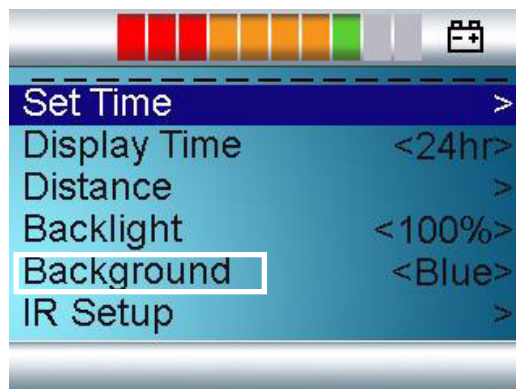 Set Time >
Display Time <24hr>
Distance >
Backlight <100%>
Background <Blue>
IR Setup >